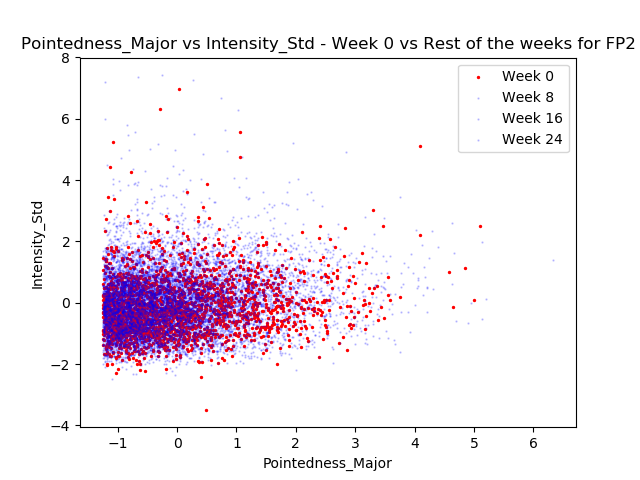 Pointedness_Major vs Intensity_Std - Week 0 vs Rest of the weeks for FP2
Week 0
Week 8
Week 16
Week 24
8
6
4
2
0
−2
−4
Intensity_Std
−1 0 1 2 3 4 5 6
Pointedness_Major